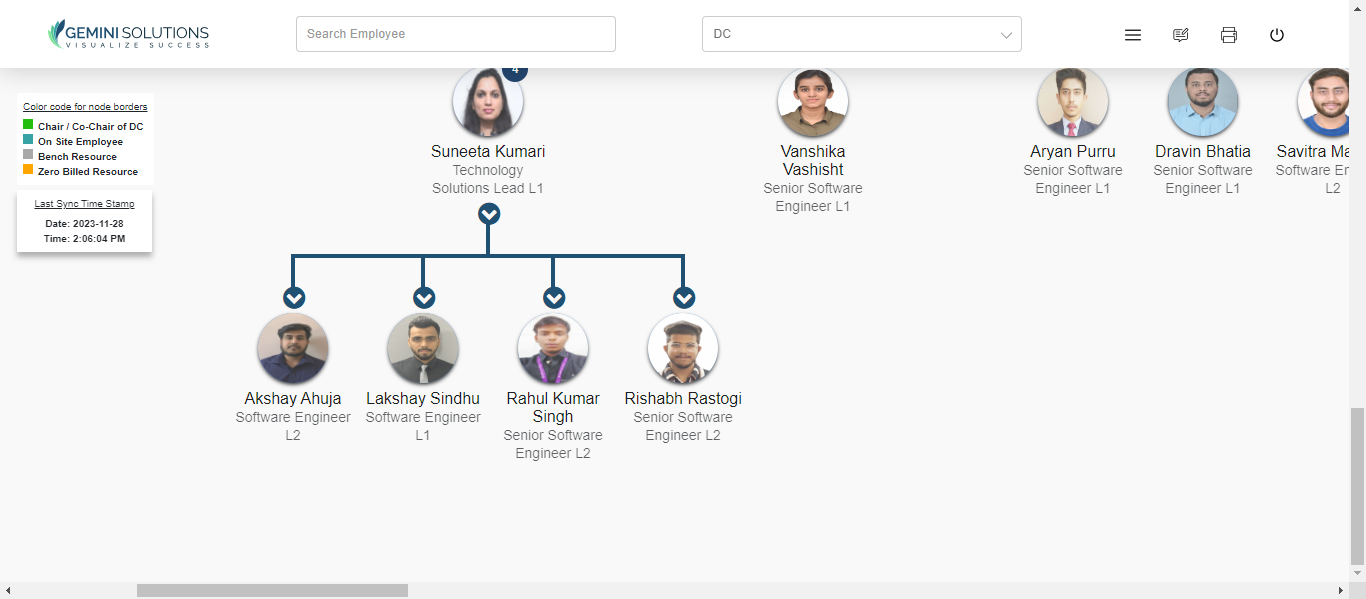 GEMINI SOLUTIONS
VISUALIZE SUCCESS
Search Employee
DC
4
Color code for node borders
Chair / Co-Chair of DC
On Site Employee
Bench Resource
Zero Billed Resource
Last Sync Time Stamp
Date: 2023-11-28
Time: 2:06:04 PM
Suneeta Kumari
Technology
Solutions Lead L1
Vanshika
Vashisht
Senior Software
Engineer L1
Aryan Purru
Senior Software
Engineer L1
Dravin Bhatia
Senior Software
Engineer L1
Savitra Ma
Software En
L2
Akshay Ahuja
Software Engineer
L2
Lakshay Sindhu
Software Engineer
L1
Rahul Kumar
Singh
Senior Software
Engineer L2
Rishabh Rastogi
Senior Software
Engineer L2